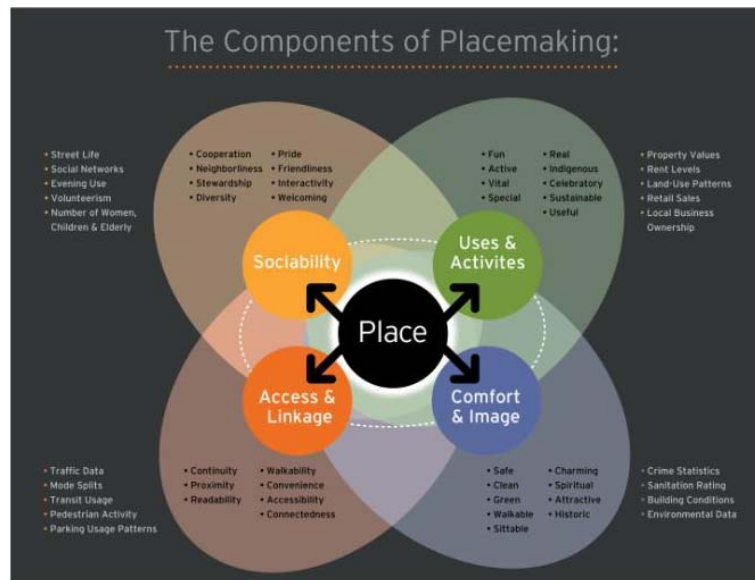 The Components of Placemaking:
• Street Life
• Social Networks
• Evening Use
• Volunteerism
• Number of Women,
Children & Elderly
• Cooperation
• Neighborliness
• Stewardship
• Diversity
• Pride
• Friendliness
• Interactivity
• Welcoming
• Fun
• Active
• Vital
• Special
• Real
• Indigenous
• Celebratory
• Sustainable
• Useful
• Property Values
• Rent Levels
• Land-Use Patterns
• Retail Sales
• Local Business
Ownership
Sociability
Uses &
Activites
Place
Access &
Linkage
Comfort
& Image
• Traffic Data
• Mode Splits
• Transit Usage
• Pedestrian Activity
• Parking Usage Patterns
• Continuity
• Proximity
• Readability
• Walkability
• Convenience
• Accessibility
• Connectedness
• Safe
• Clean
• Green
• Walkable
• Sittable
• Charming
• Spiritual
• Attractive
• Historic
• Crime Statistics
• Sanitation Rating
• Building Conditions
• Environmental Data